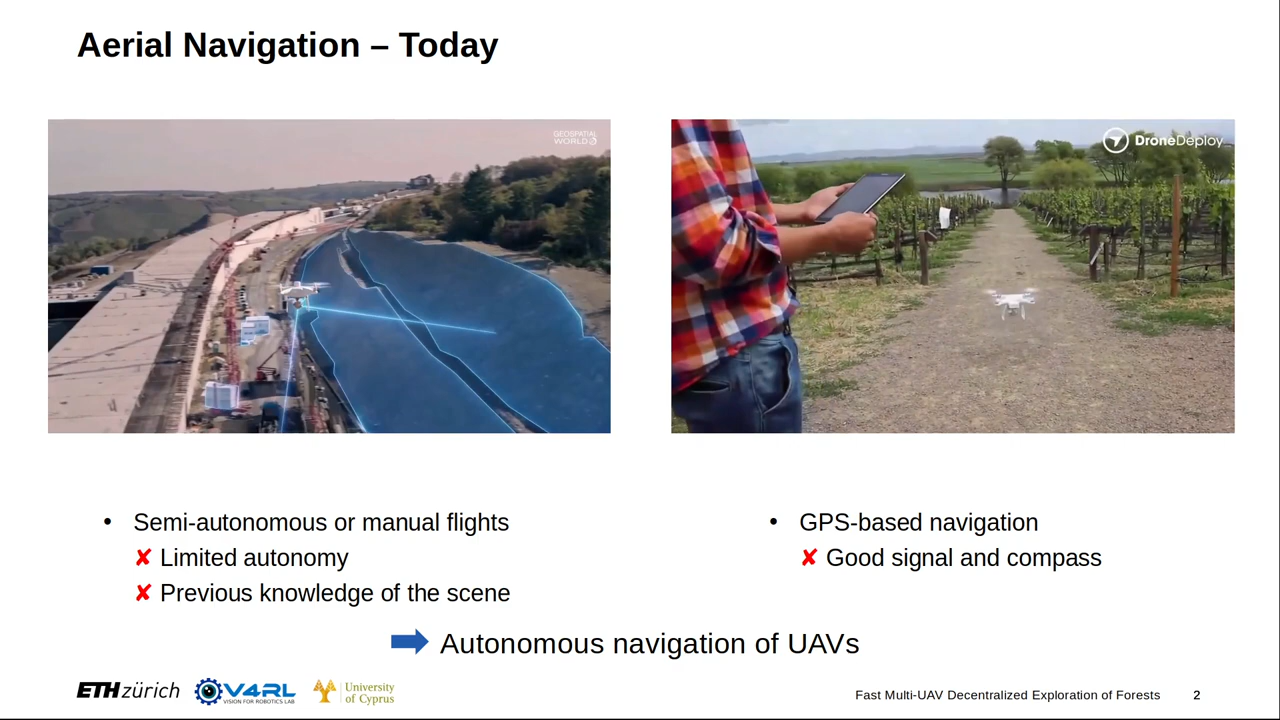 Aerial Navigation – Today
GEOSPATIAL
WORLD
DroneDeploy
• Semi-autonomous or manual flights
✘ Limited autonomy
✘ Previous knowledge of the scene
• GPS-based navigation
✘ Good signal and compass
Autonomous navigation of UAVs
ETH zürich
V4RL
VISION FOR ROBOTICS LAB
University
of Cyprus
Fast Multi-UAV Decentralized Exploration of Forests
2